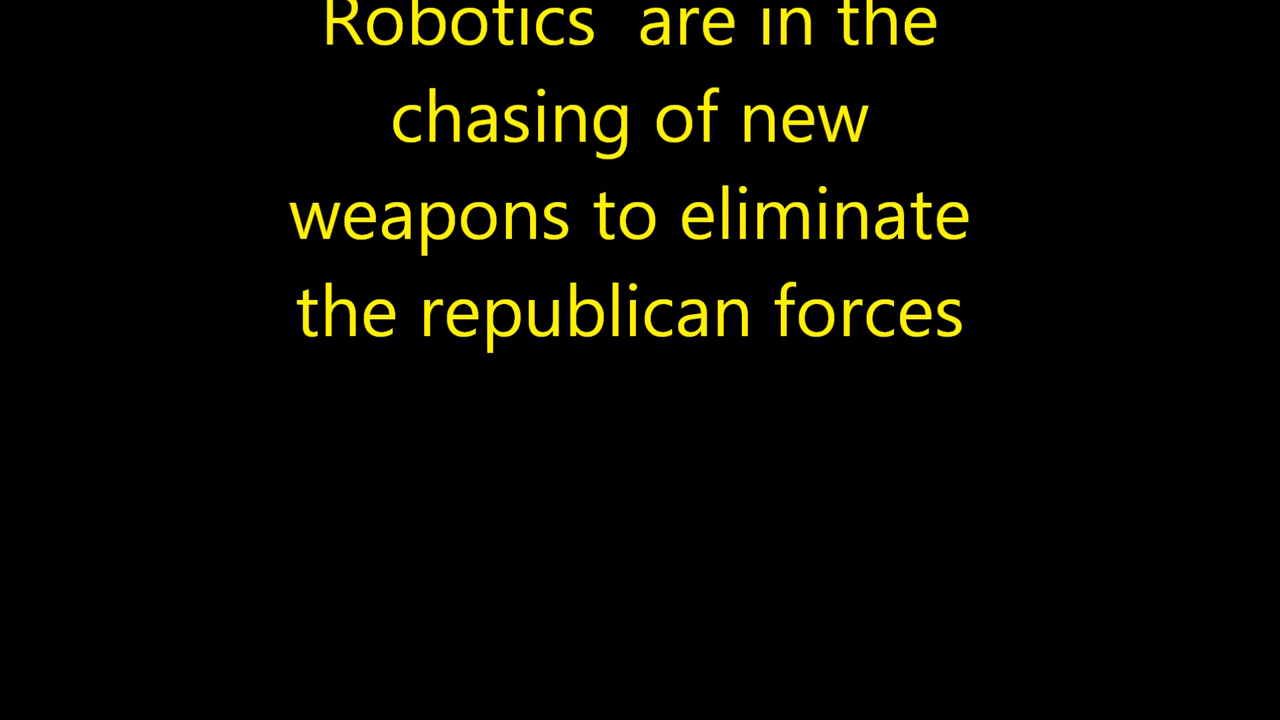 Robotics  are in the
chasing of new
weapons to eliminate
the republican forces